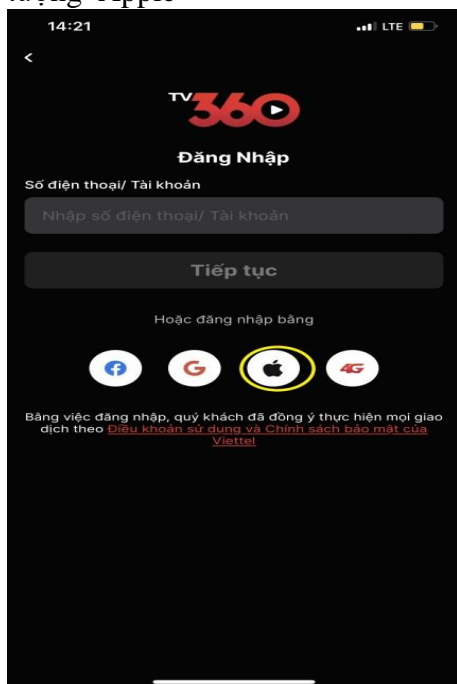 14:21
LTE
TV360
Đăng Nhập
Số điện thoại/ Tài khoản
Nhập số điện thoại/ Tài khoản
Tiếp tục
Hoặc đăng nhập bằng
4G
Bằng việc đăng nhập, quý khách đã đồng ý thực hiện mọi giao
dịch theo Điều khoản sử dụng và Chính sách bảo mật của
Viettel